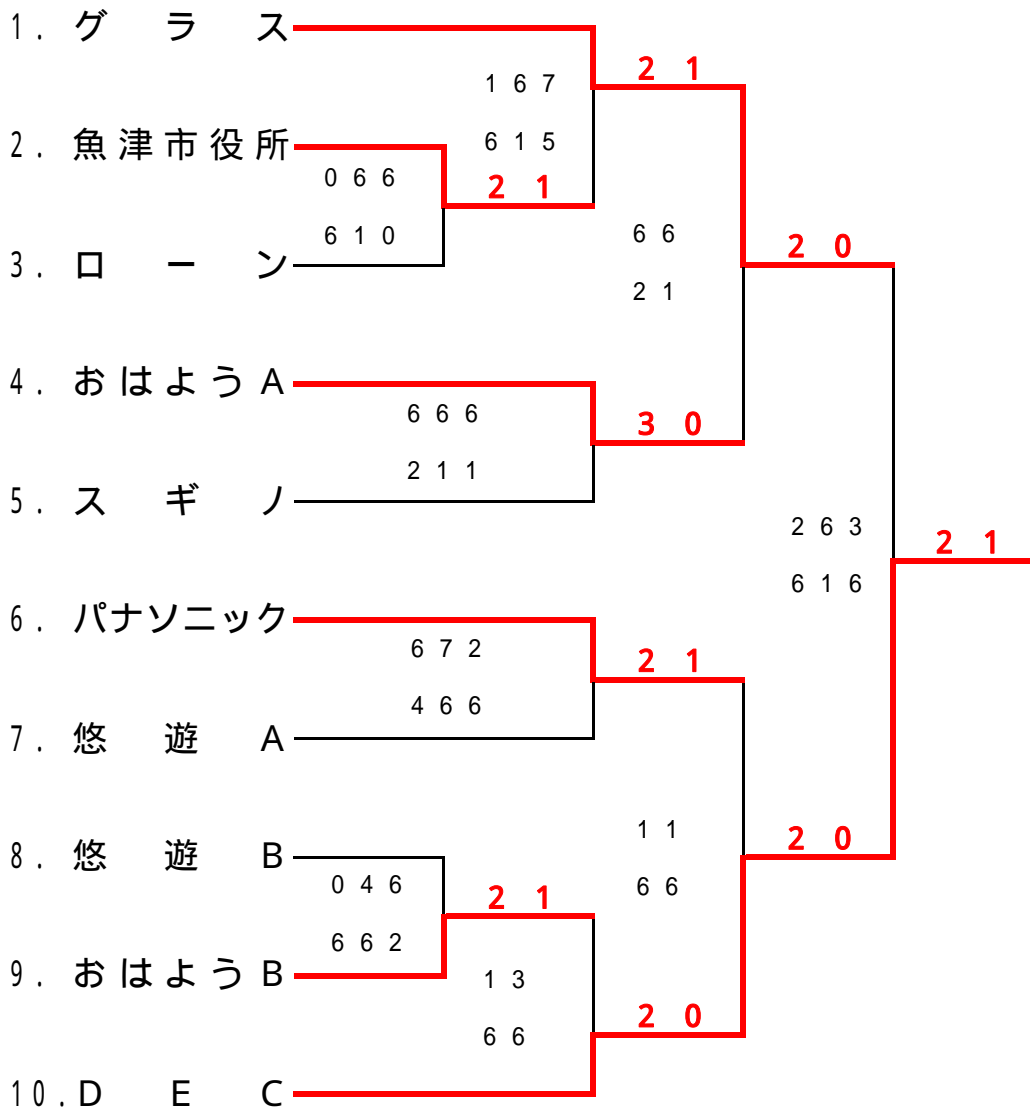 1. グラス
2 1
1 6 7
2. 魚津市役所
6 1 5
0 6 6
2 1
6 1 0
6 6
2 0
3. ローン
2 1
4. おはようA
6 6 6
3 0
2 1 1
5. スギノ
2 6 3
2 1
6 1 6
6. パナソニック
6 7 2
2 1
4 6 6
7. 悠遊A
1 1
2 0
8. 悠遊B
0 4 6
6 6
2 1
6 6 2
9. おはようB
1 3
2 0
6 6
10. DEC